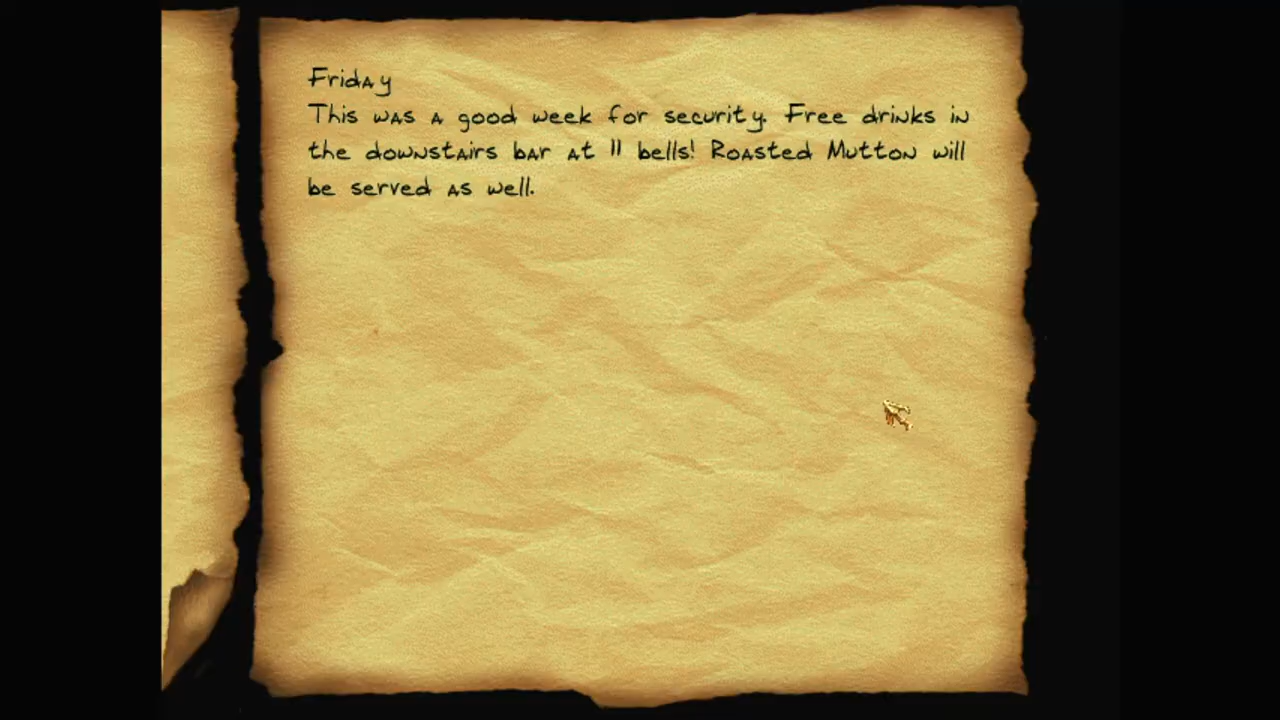 Friday
This was a good week for security. Free drinks in
the downstairs bar at 11 bells! Roasted Mutton will
be served as well.